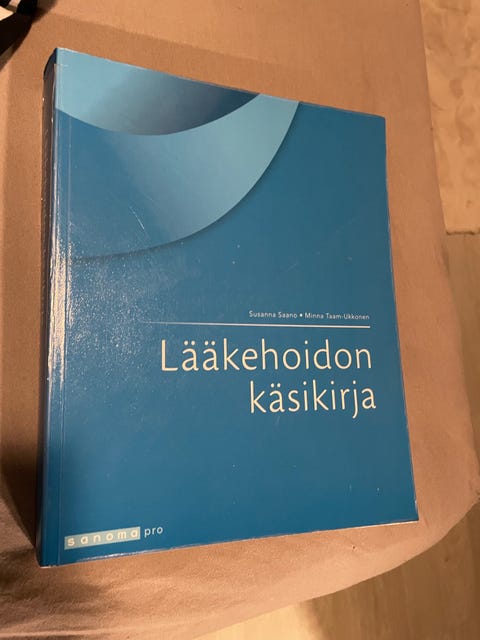 Susanna Saano • Minna Taam-Ukkonen
Lääkehoidon
käsikirja
sanoma pro